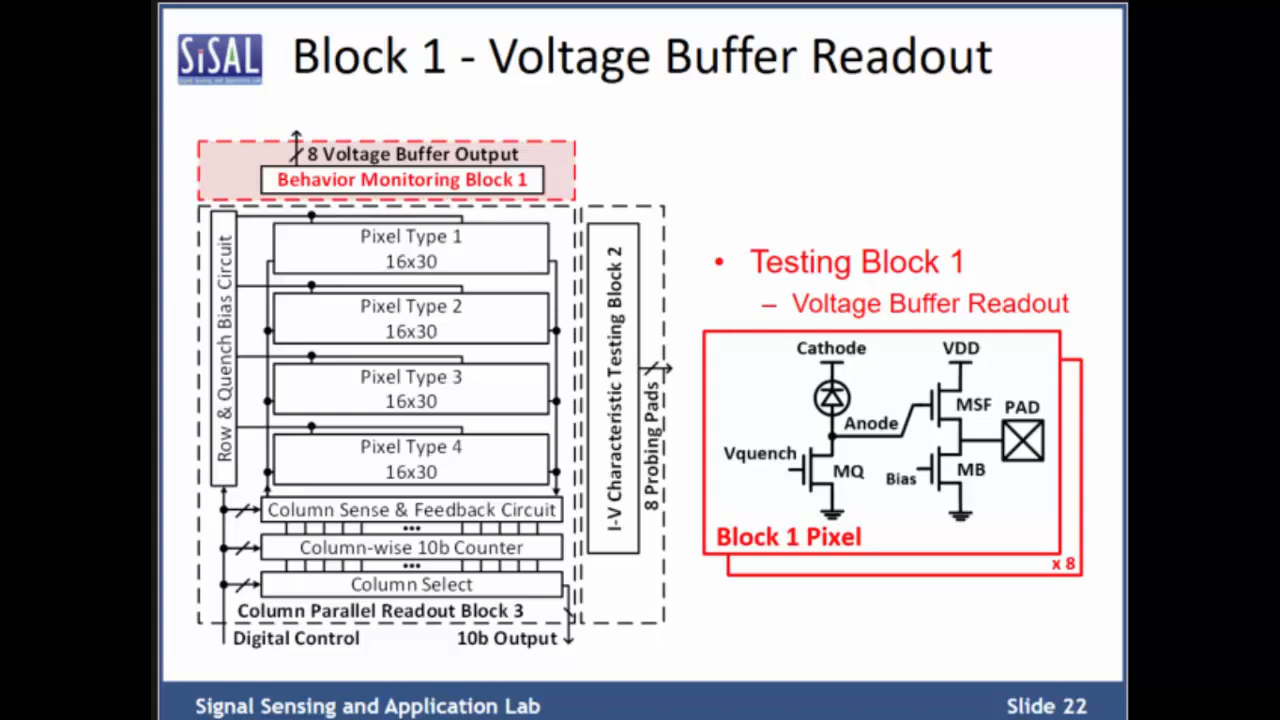 SiSAL
Block 1 - Voltage Buffer Readout
8 Voltage Buffer Output
Behavior Monitoring Block 1
Row & Quench Bias Circuit
Pixel Type 1
16x30
Pixel Type 2
16x30
Pixel Type 3
16x30
Pixel Type 4
16x30
Column Sense & Feedback Circuit
...
Column-wise 10b Counter
...
Column Select
Column Parallel Readout Block 3
Digital Control
10b Output
I-V Characteristic Testing Block 2
8 Probing Pads
• Testing Block 1
– Voltage Buffer Readout
Cathode
VDD
MSF
PAD
Anode
Vquench
MQ
Bias
MB
Block 1 Pixel
x 8
Signal Sensing and Application Lab
Slide 22